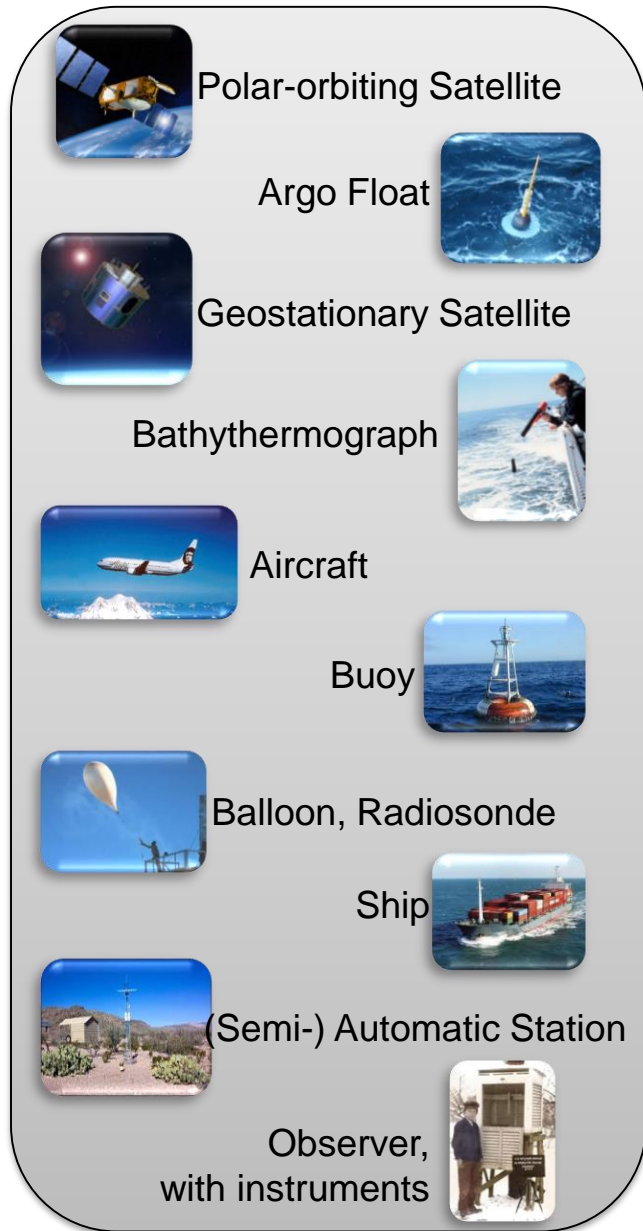 Polar-orbiting Satellite
Argo Float
Geostationary Satellite
Bathythermograph
Aircraft
Buoy
Balloon, Radiosonde
Ship
(Semi-) Automatic Station
Observer,
with instruments